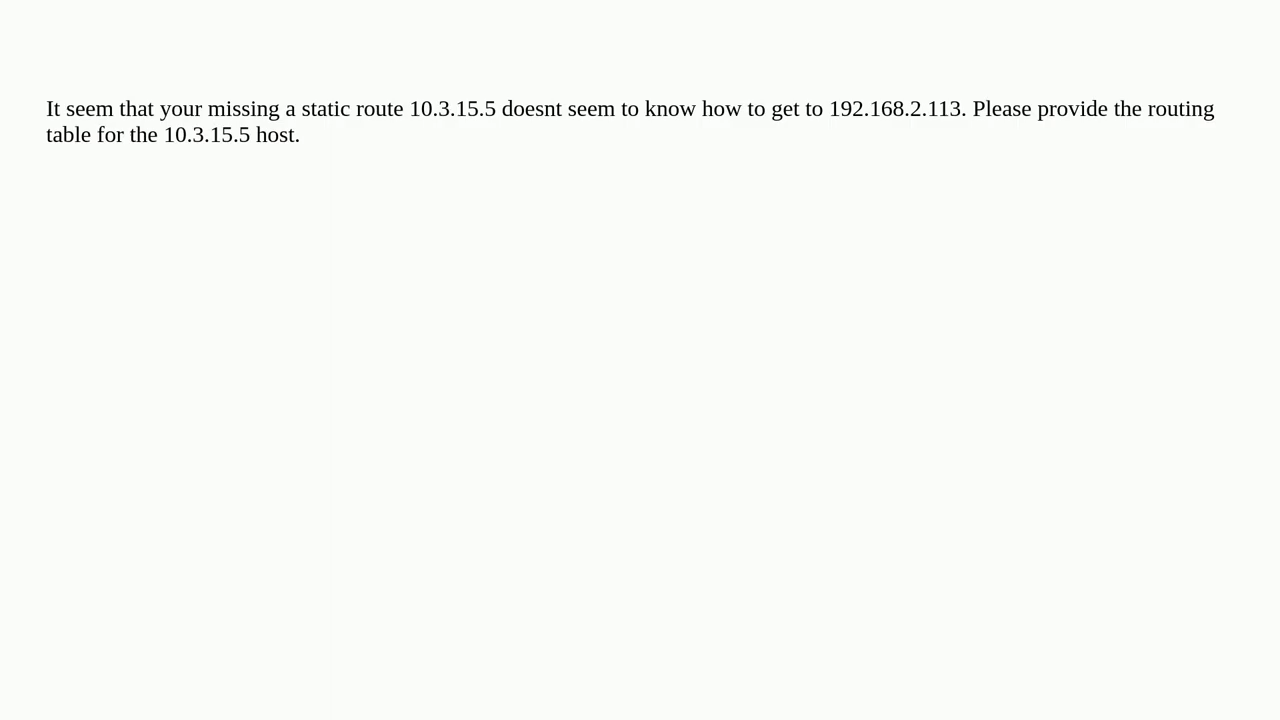 It seem that your missing a static route 10.3.15.5 doesnt seem to know how to get to 192.168.2.113. Please provide the routing
table for the 10.3.15.5 host.